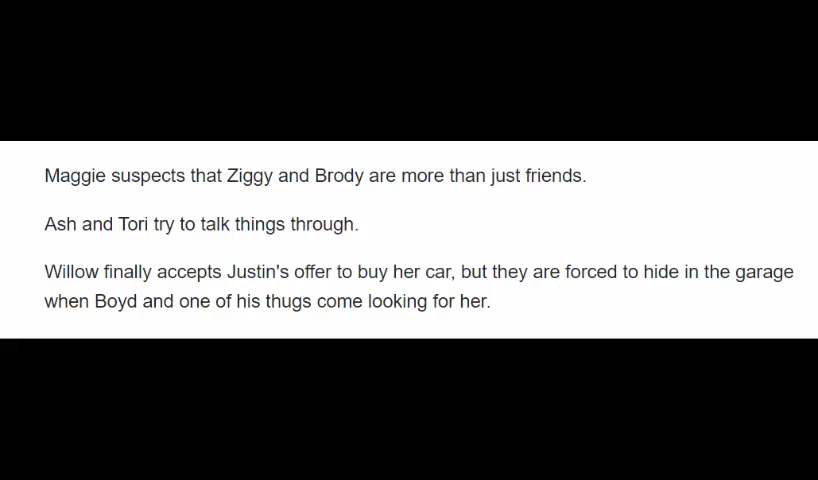 Maggie suspects that Ziggy and Brody are more than just friends.
Ash and Tori try to talk things through.
Willow finally accepts Justin's offer to buy her car, but they are forced to hide in the garage
when Boyd and one of his thugs come looking for her.